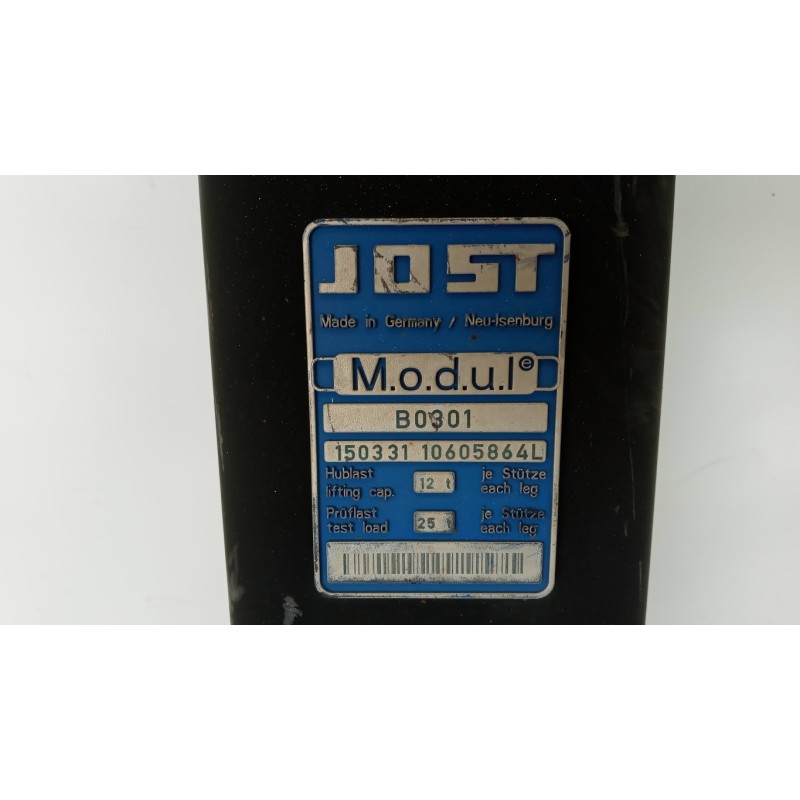 JOST
Made in Germany / Neu-Isenburg
M.o.d.u.l®
B0301
150331 10605864L
Hublast 12 t je Stütze
lifting cap. each leg
Prüflast 25 t je Stütze
test load each leg